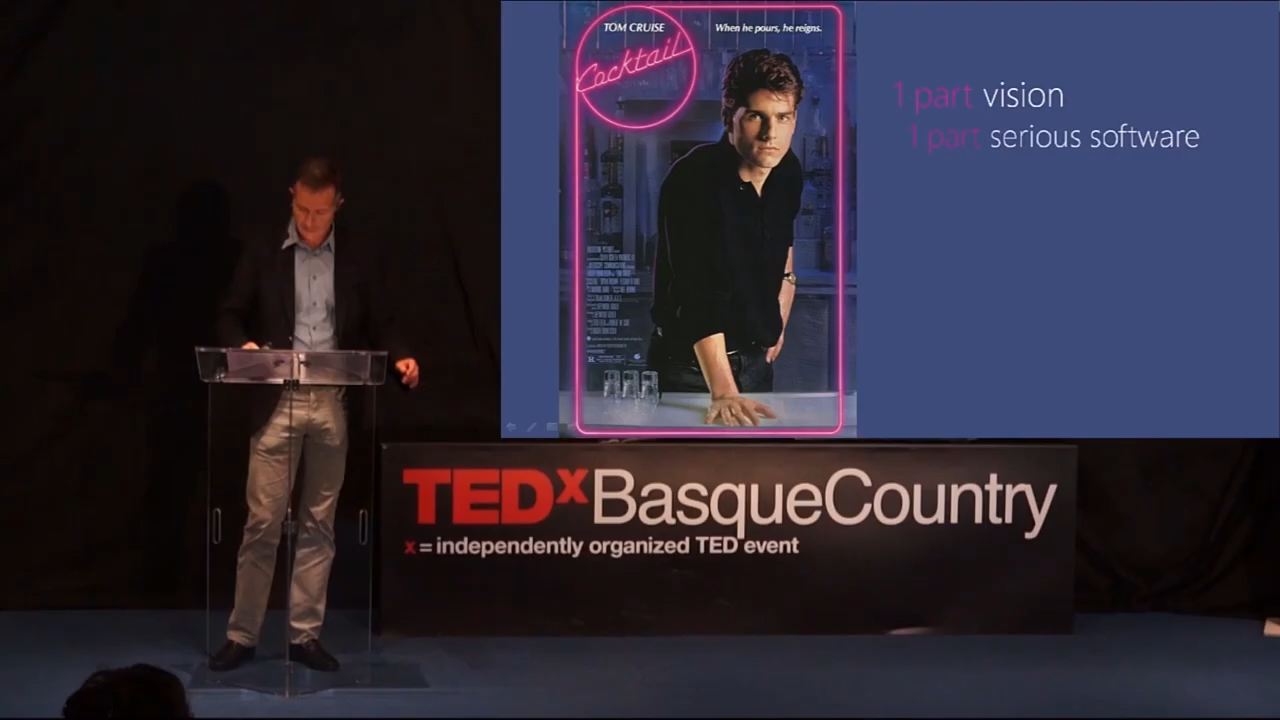 TOM CRUISE
When he pours, he reigns.
Cocktail
1 part vision
1 part serious software
TEDxBasqueCountry
x = independently organized TED event